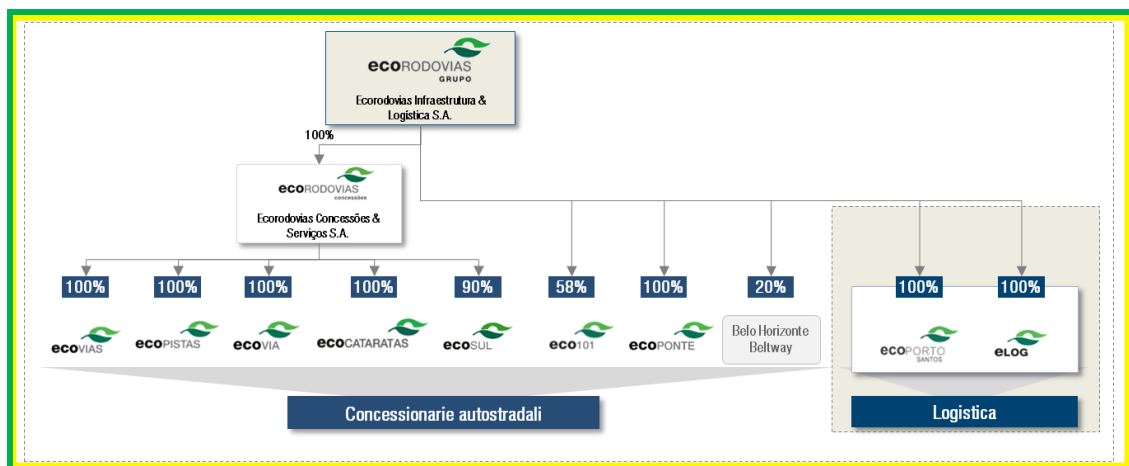 ecoRODOVIAS
GRUPO
Ecorodovias Infraestrutura &
Logística S.A.
100%
ecoRODOVIAS
concessões
Ecorodovias Concessões &
Serviços S.A.
100% 100% 100% 100% 90% 58% 100% 20% 100% 100%
ecoVIAS ecoPISTAS ecoVIA ecoCATARATAS ecoSUL eco101 ecoPONTE
Belo Horizonte
Beltway
ecoPORTO
SANTOS
eLOG
Concessionarie autostradali
Logistica